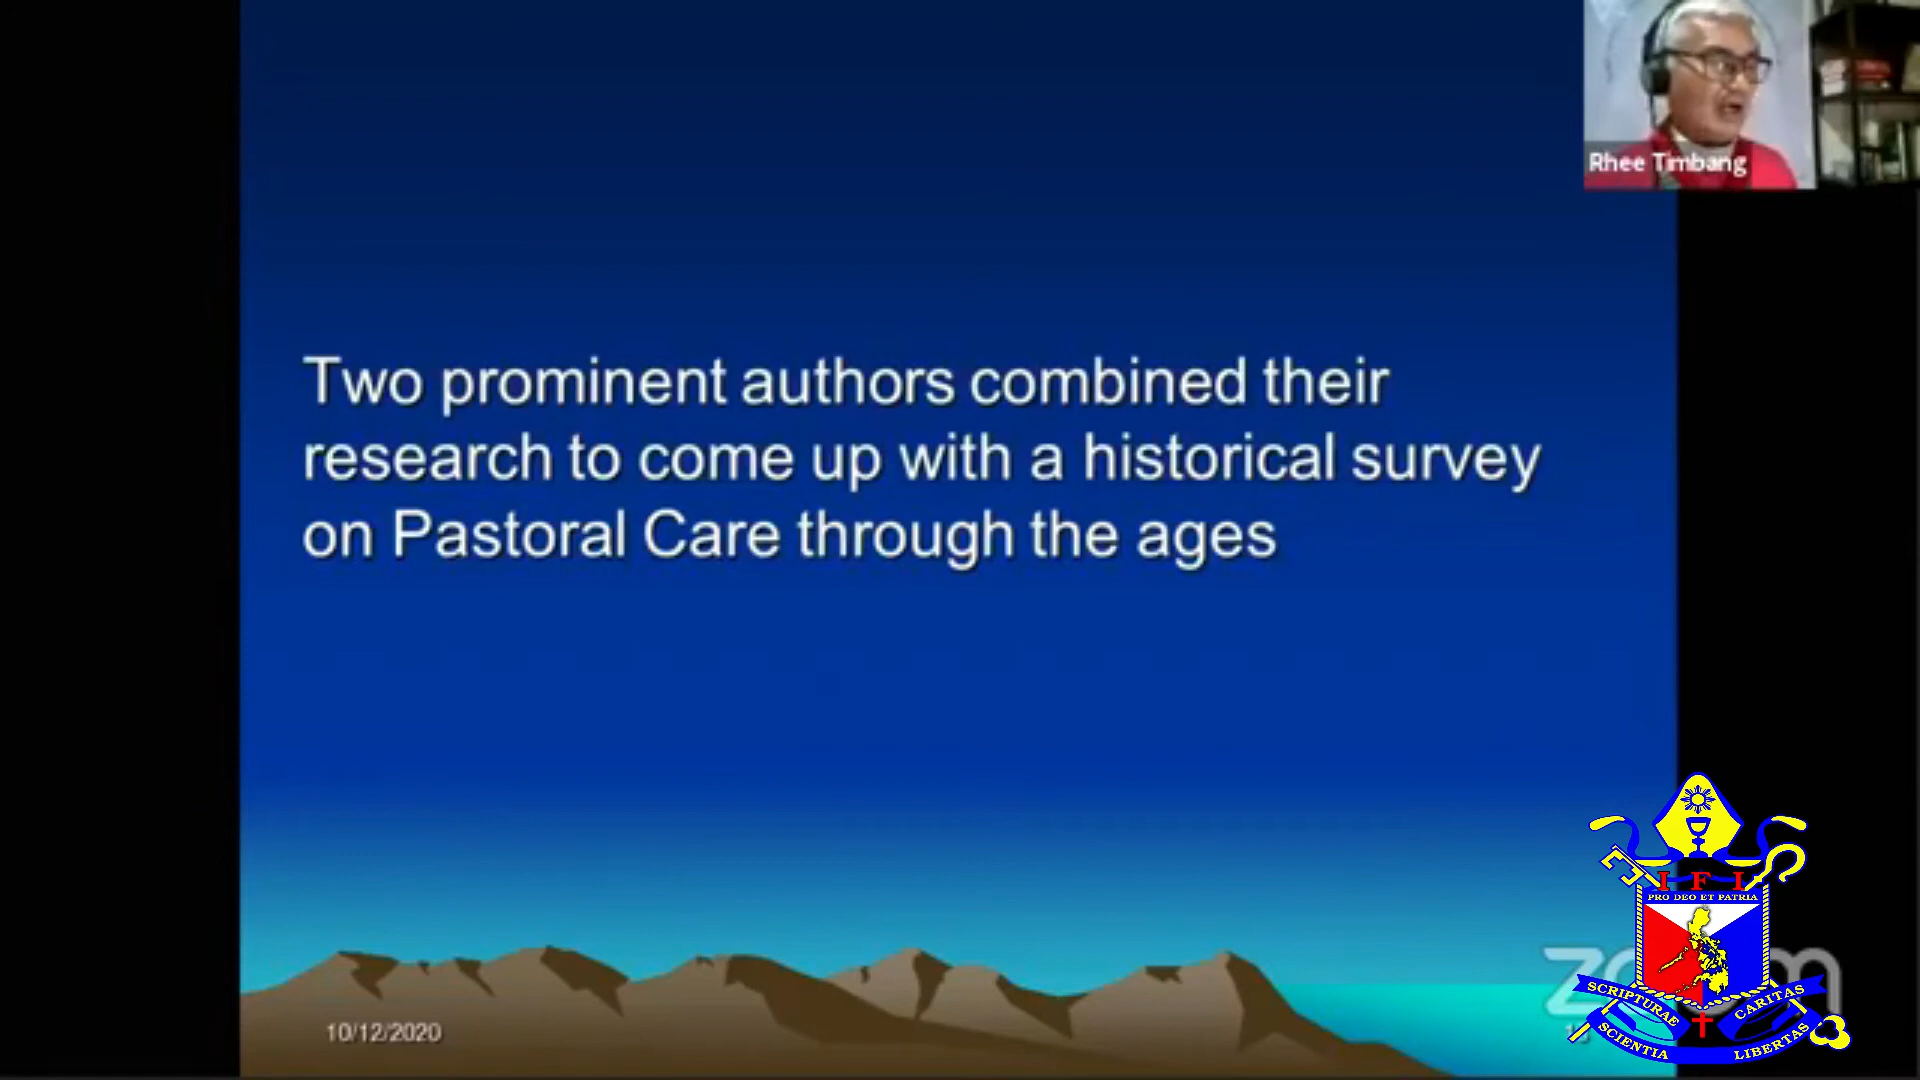 Rhee Timbang
Two prominent authors combined their
research to come up with a historical survey
on Pastoral Care through the ages
10/12/2020
I F I
PRO DEO ET PATRIA
SCRIPTURAE
CARITAS
SCIENTIA
LIBERTAS